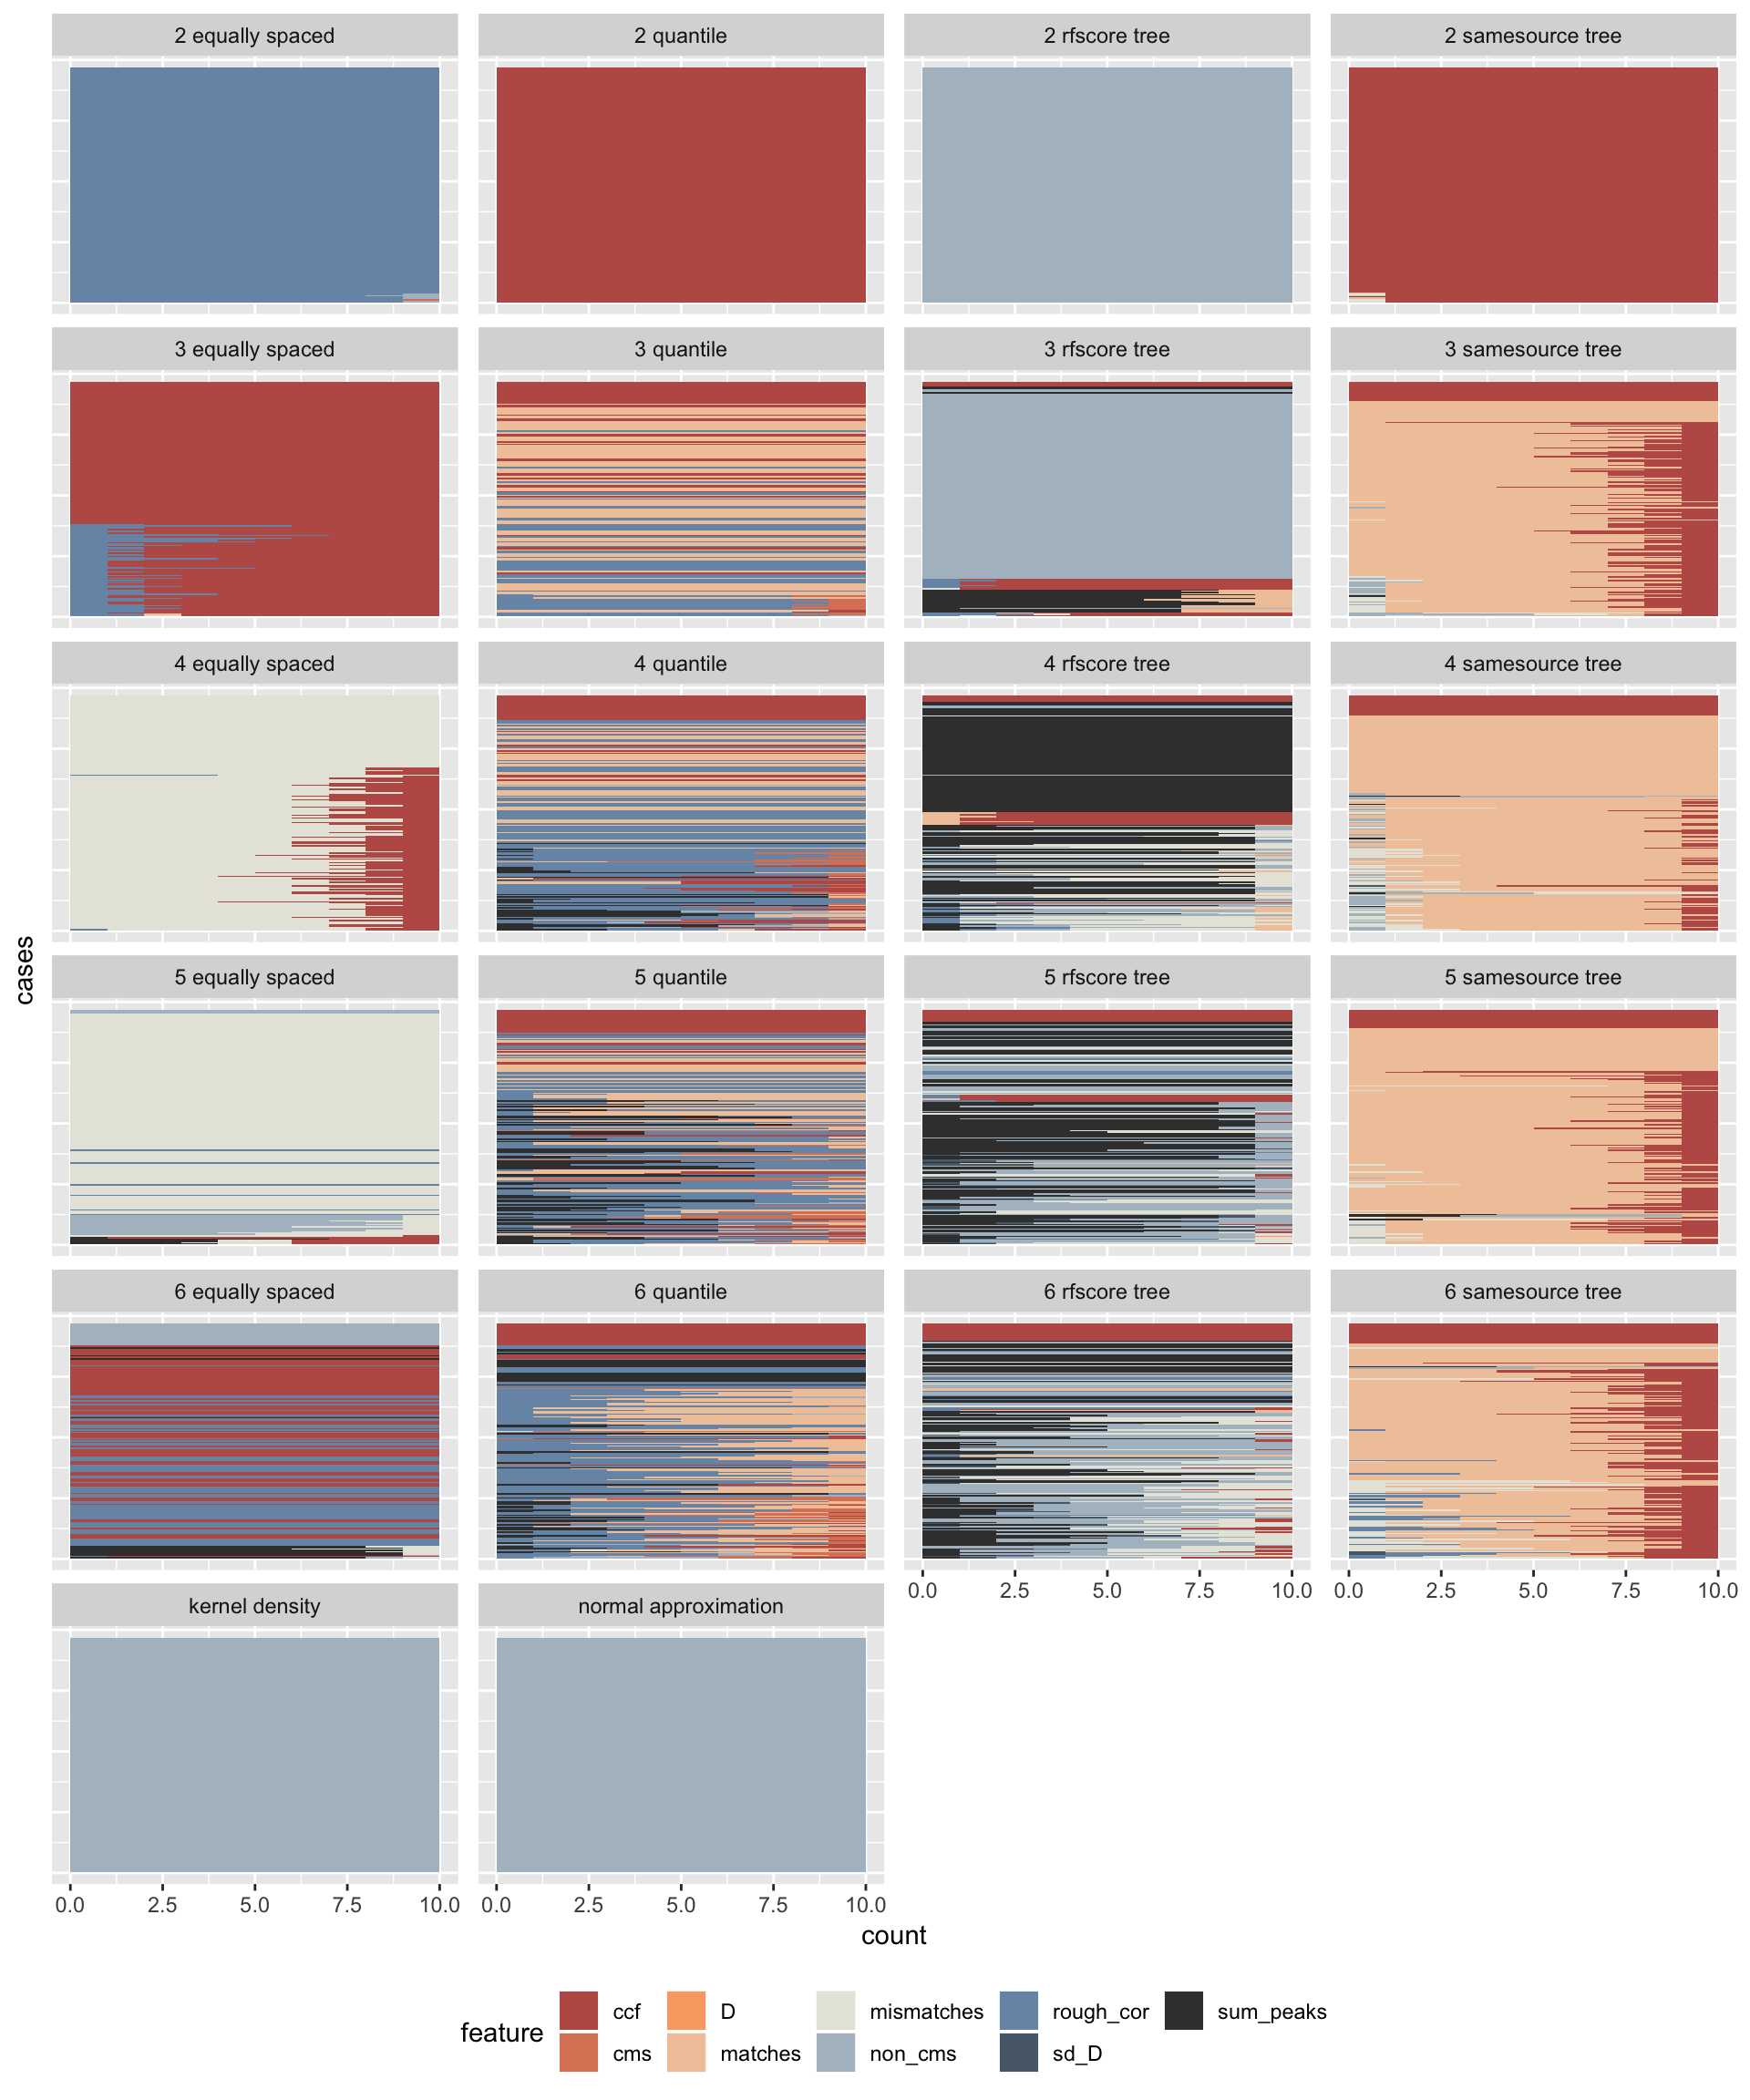 2 equally spaced 2 quantile 2 rfscore tree 2 samesource tree
3 equally spaced 3 quantile 3 rfscore tree 3 samesource tree
4 equally spaced 4 quantile 4 rfscore tree 4 samesource tree
cases
5 equally spaced 5 quantile 5 rfscore tree 5 samesource tree
6 equally spaced 6 quantile 6 rfscore tree 6 samesource tree
0.0 2.5 5.0 7.5 10.0 0.0 2.5 5.0 7.5 10.0
kernel density normal approximation
0.0 2.5 5.0 7.5 10.0 0.0 2.5 5.0 7.5 10.0
count
feature
ccf D mismatches rough_cor sum_peaks
cms matches non_cms sd_D